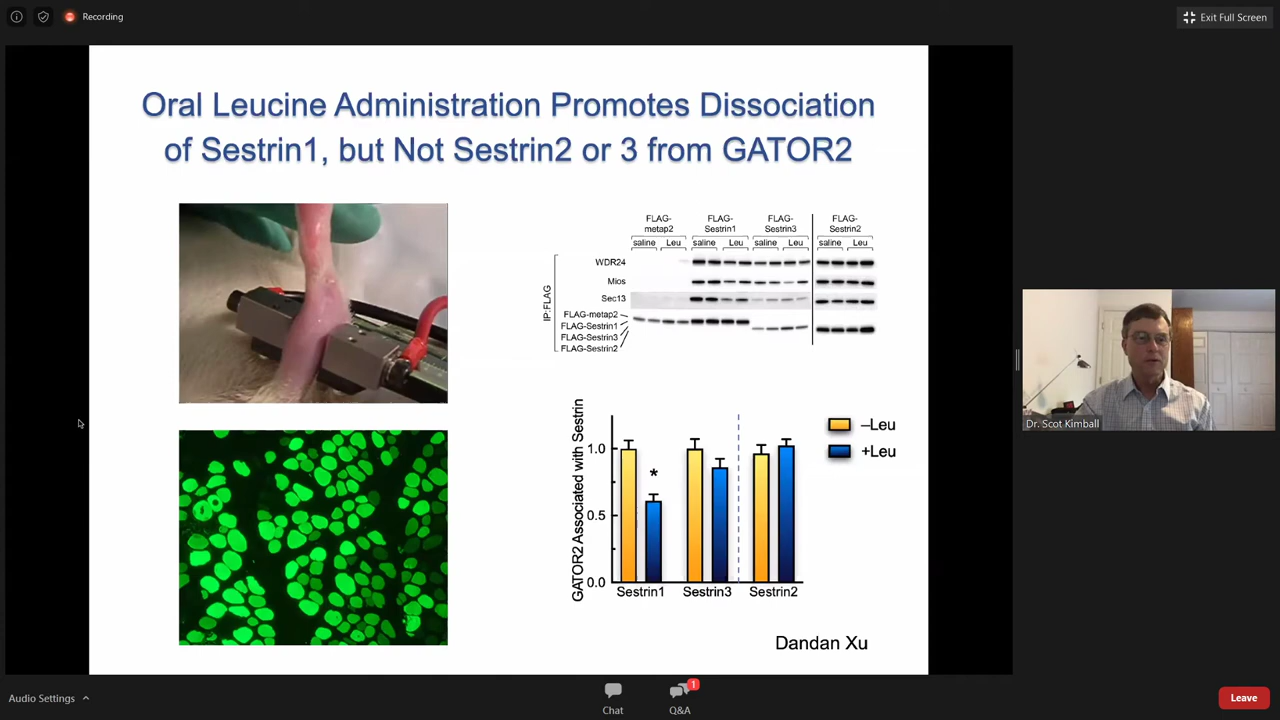 Recording
Exit Full Screen
Oral Leucine Administration Promotes Dissociation
of Sestrin1, but Not Sestrin2 or 3 from GATOR2
FLAG- FLAG- FLAG- FLAG-
metap2 Sestrin1 Sestrin3 Sestrin2
saline Leu saline Leu saline Leu saline Leu
WDR24
Mios
Sec13
FLAG-metap2
FLAG-Sestrin1
FLAG-Sestrin3
FLAG-Sestrin2
IP:FLAG
GATOR2 Associated with Sestrin
1.0
0.5
0.0
*
Sestrin1 Sestrin3 Sestrin2
–Leu
+Leu
Dandan Xu
Dr. Scot Kimball
Audio Settings
Chat
1
Q&A
Leave